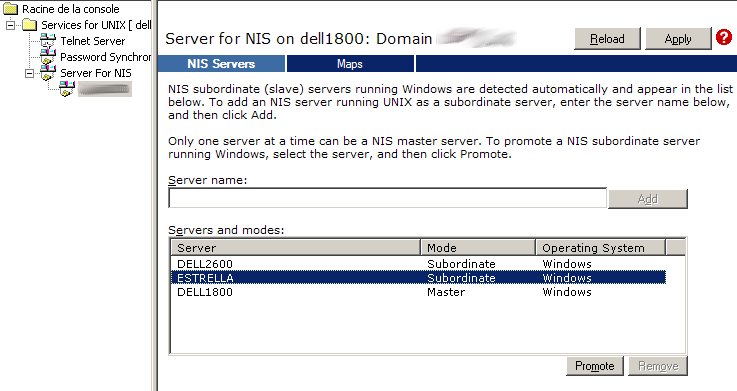 Racine de la console
Services for UNIX [ dell
Telnet Server
Password Synchron
Server For NIS
Server for NIS on dell1800: Domain
Reload
Apply
?
NIS Servers
Maps
NIS subordinate (slave) servers running Windows are detected automatically and appear in the list
below. To add an NIS server running UNIX as a subordinate server, enter the server name below,
and then click Add.
Only one server at a time can be a NIS master server. To promote a NIS subordinate server
running Windows, select the server, and then click Promote.
Server name:
Add
Servers and modes:
Server Mode Operating System
DELL2600 Subordinate Windows
ESTRELLA Subordinate Windows
DELL1800 Master Windows
Promote
Remove